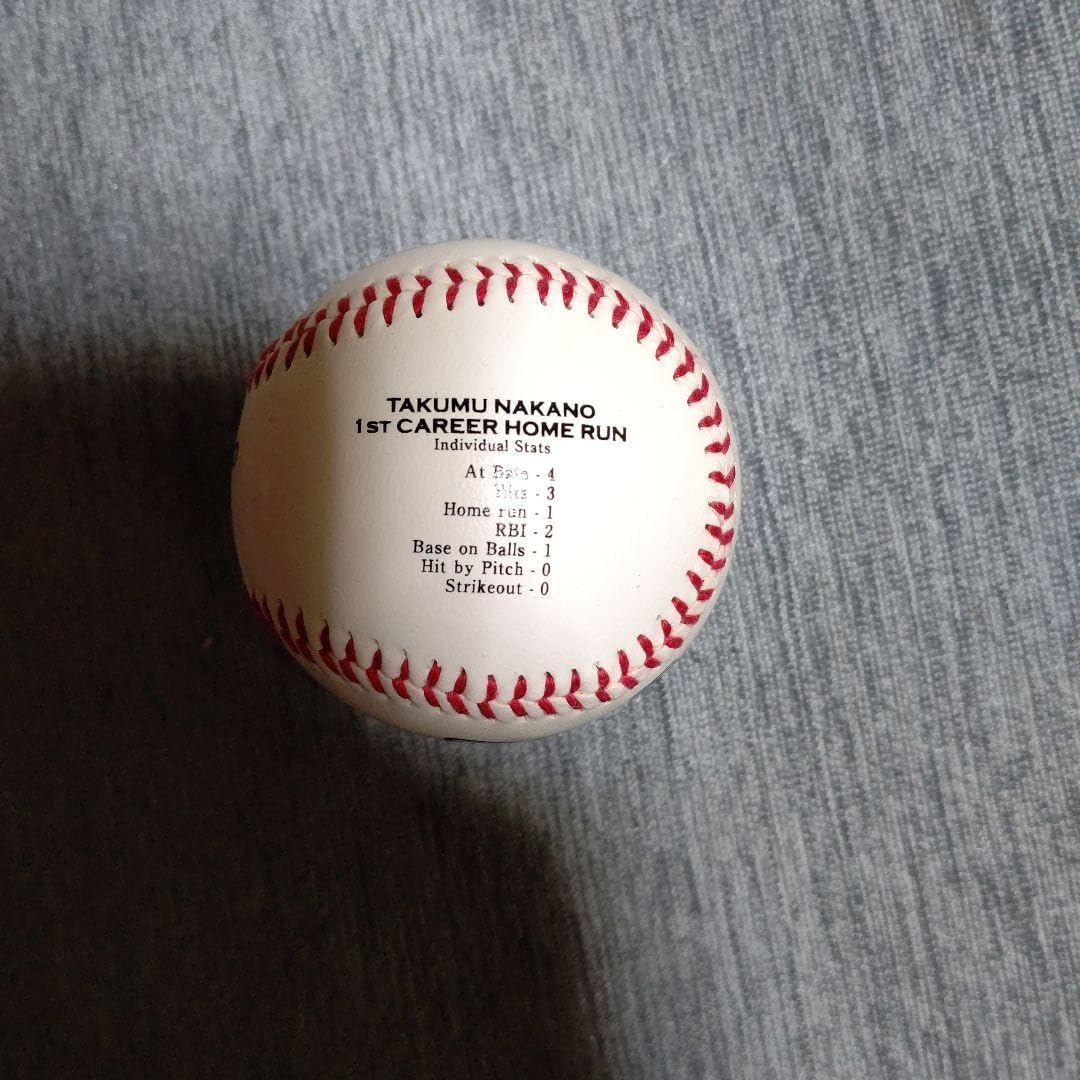 TAKUMU NAKANO
1ST CAREER HOME RUN
Individual Stats
At Bats - 4
Hits - 3
Home run - 1
RBI - 2
Base on Balls - 1
Hit by Pitch - 0
Strikeout - 0